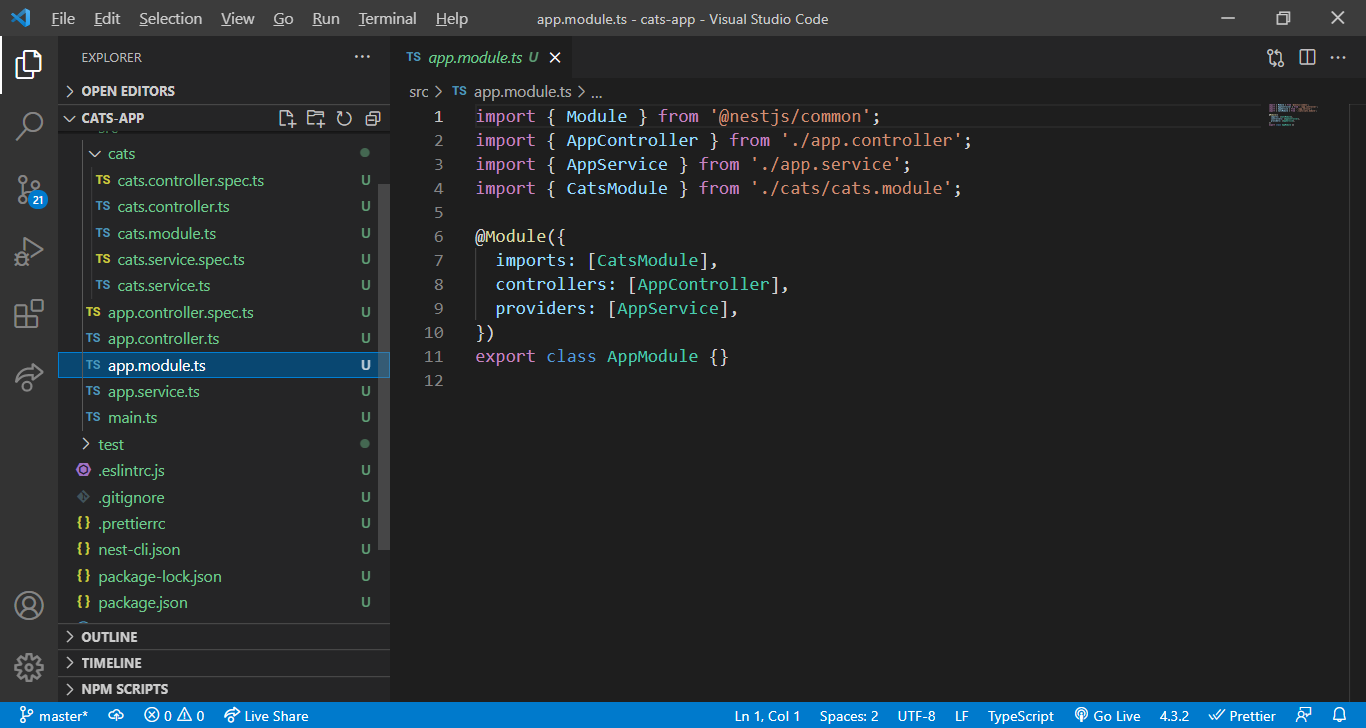 File Edit Selection View Go Run Terminal Help app.module.ts - cats-app - Visual Studio Code
EXPLORER ···
OPEN EDITORS
CATS-APP
src
cats
TS cats.controller.spec.ts U
TS cats.controller.ts U
TS cats.module.ts U
TS cats.service.spec.ts U
TS cats.service.ts U
TS app.controller.spec.ts U
TS app.controller.ts U
TS app.module.ts U
TS app.service.ts U
TS main.ts U
test
.eslintrc.js U
.gitignore U
{} .prettierrc U
{} nest-cli.json U
{} package-lock.json U
{} package.json U
OUTLINE
TIMELINE
NPM SCRIPTS
21
TS app.module.ts U
src > TS app.module.ts > ...
1 import { Module } from '@nestjs/common';
2 import { AppController } from './app.controller';
3 import { AppService } from './app.service';
4 import { CatsModule } from './cats/cats.module';
5
6 @Module({
7 imports: [CatsModule],
8 controllers: [AppController],
9 providers: [AppService],
10 })
11 export class AppModule {}
12
master* 0 0 Live Share Ln 1, Col 1 Spaces: 2 UTF-8 LF TypeScript Go Live 4.3.2 Prettier